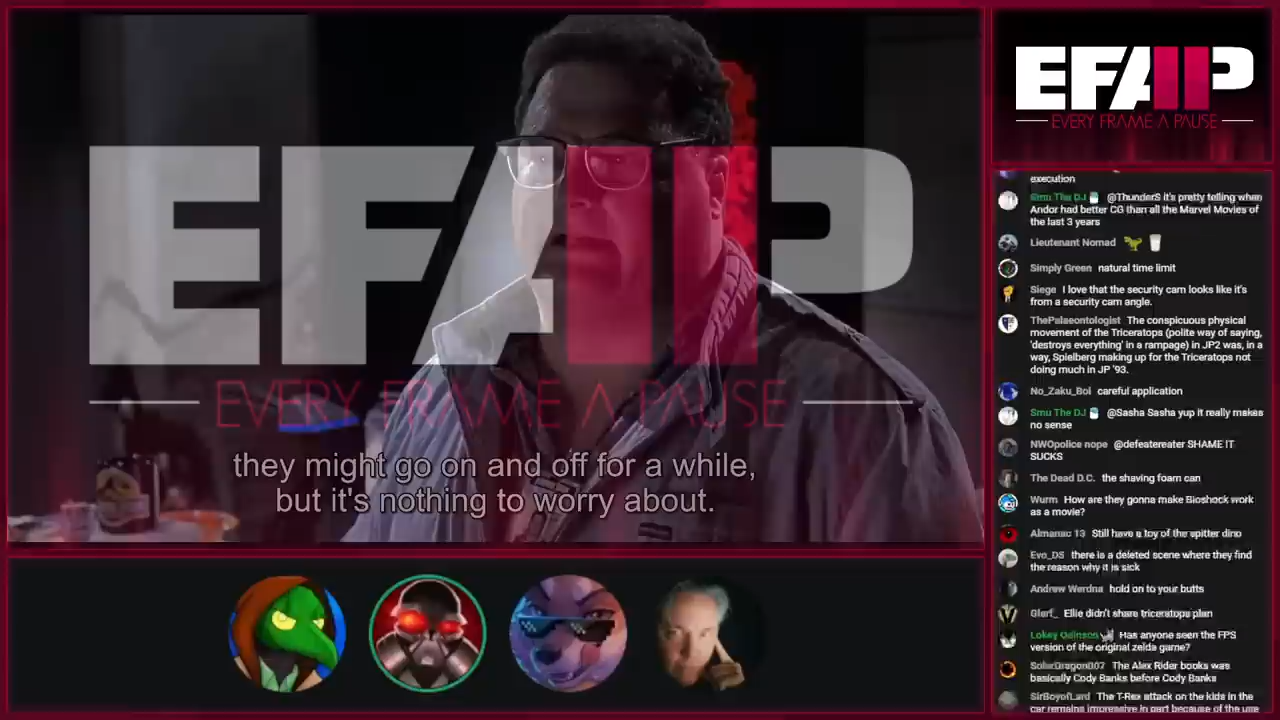 EFAP
EVERY FRAME A PAUSE
they might go on and off for a while,
but it's nothing to worry about.
EFAP
EVERY FRAME A PAUSE
execution
Smu The DJ @ThunderS it's pretty telling when
Andor had better CG than all the Marvel Movies of
the last 3 years
Lieutenant Nomad
Simply Green natural time limit
Siege I love that the security cam looks like it's
from a security cam angle.
ThePalaeontologist The conspicuous physical
movement of the Triceratops (polite way of saying,
'destroys everything' in a rampage) in JP2 was, in a
way, Spielberg making up for the Triceratops not
doing much in JP '93.
No_Zaku_Boi careful application
Smu The DJ @Sasha Sasha yup it really makes
no sense
NWOpolice nope @defeatereater SHAME IT
SUCKS
The Dead D.C. the shaving foam can
Wurm How are they gonna make Bioshock work
as a movie?
Almanac 13 Still have a toy of the spitter dino
Evo_DS there is a deleted scene where they find
the reason why it is sick
Andrew Werdna hold on to your butts
Glerf_ Ellie didn't share triceratops plan
Lokey Odinson Has anyone seen the FPS
version of the original zelda game?
SolarDragon007 The Alex Rider books was
basically Cody Banks before Cody Banks
SirBoyofLard The T-Rex attack on the kids in the
car remains impressive in part because of the use